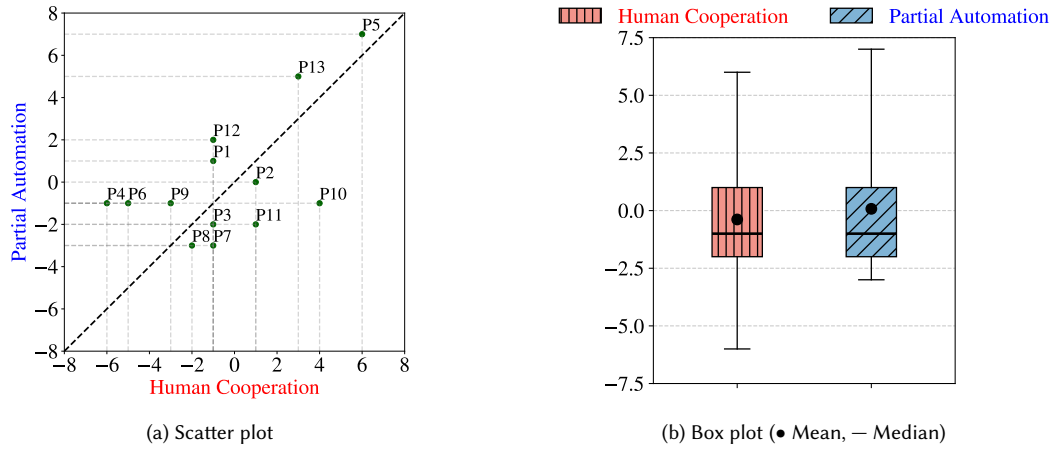 8
6
4
2
0
−2
−4
−6
−8
−8 −6 −4 −2 0 2 4 6 8
Partial Automation
Human Cooperation
P5
P13
P12
P1
P2
P4 P6 P9 P10
P3 P11
P8 P7
(a) Scatter plot
Human Cooperation Partial Automation
7.5
5.0
2.5
0.0
−2.5
−5.0
−7.5
(b) Box plot (● Mean, — Median)